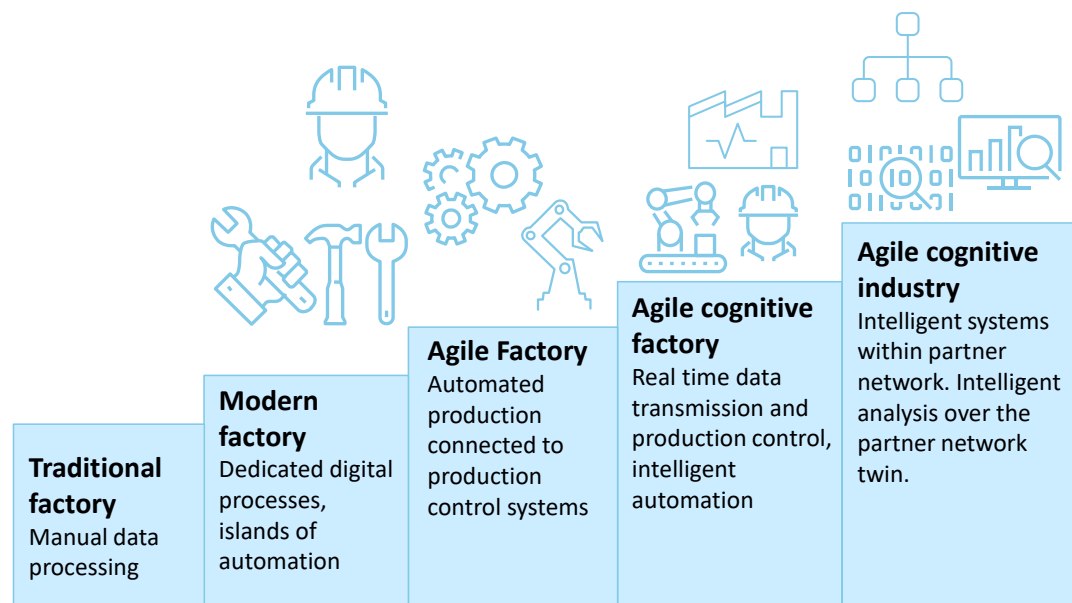 Traditional
factory
Manual data
processing
Modern
factory
Dedicated digital
processes,
islands of
automation
Agile Factory
Automated
production
connected to
production
control systems
Agile cognitive
factory
Real time data
transmission and
production control,
intelligent
automation
Agile cognitive
industry
Intelligent systems
within partner
network. Intelligent
analysis over the
partner network
twin.